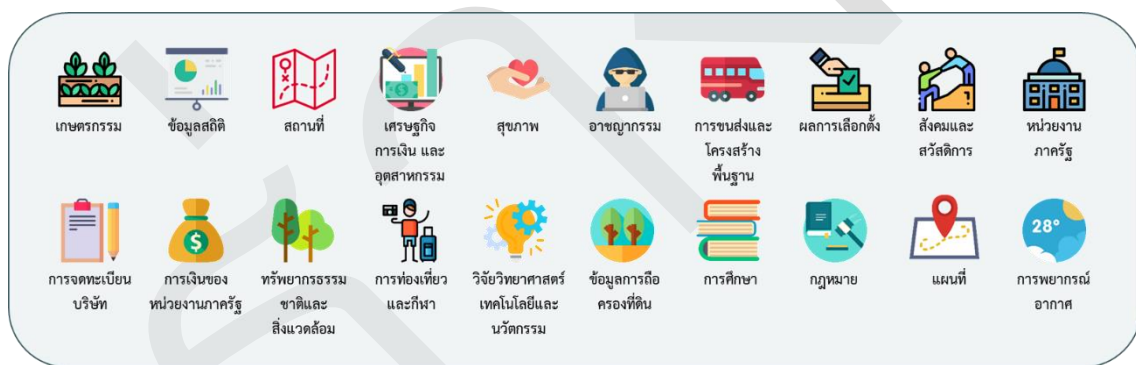 เกษตรกรรม
ข้อมูลสถิติ
สถานที่
เศรษฐกิจ
การเงิน และ
อุตสาหกรรม
สุขภาพ
อาชญากรรม
การขนส่งและ
โครงสร้าง
พื้นฐาน
ผลการเลือกตั้ง
สังคมและ
สวัสดิการ
หน่วยงาน
ภาครัฐ
การจดทะเบียน
บริษัท
การเงินของ
หน่วยงานภาครัฐ
ทรัพยากรธรรม
ชาติและ
สิ่งแวดล้อม
การท่องเที่ยว
และกีฬา
วิจัยวิทยาศาสตร์
เทคโนโลยีและ
นวัตกรรม
ข้อมูลการถือ
ครองที่ดิน
การศึกษา
กฎหมาย
แผนที่
28°
การพยากรณ์
อากาศ